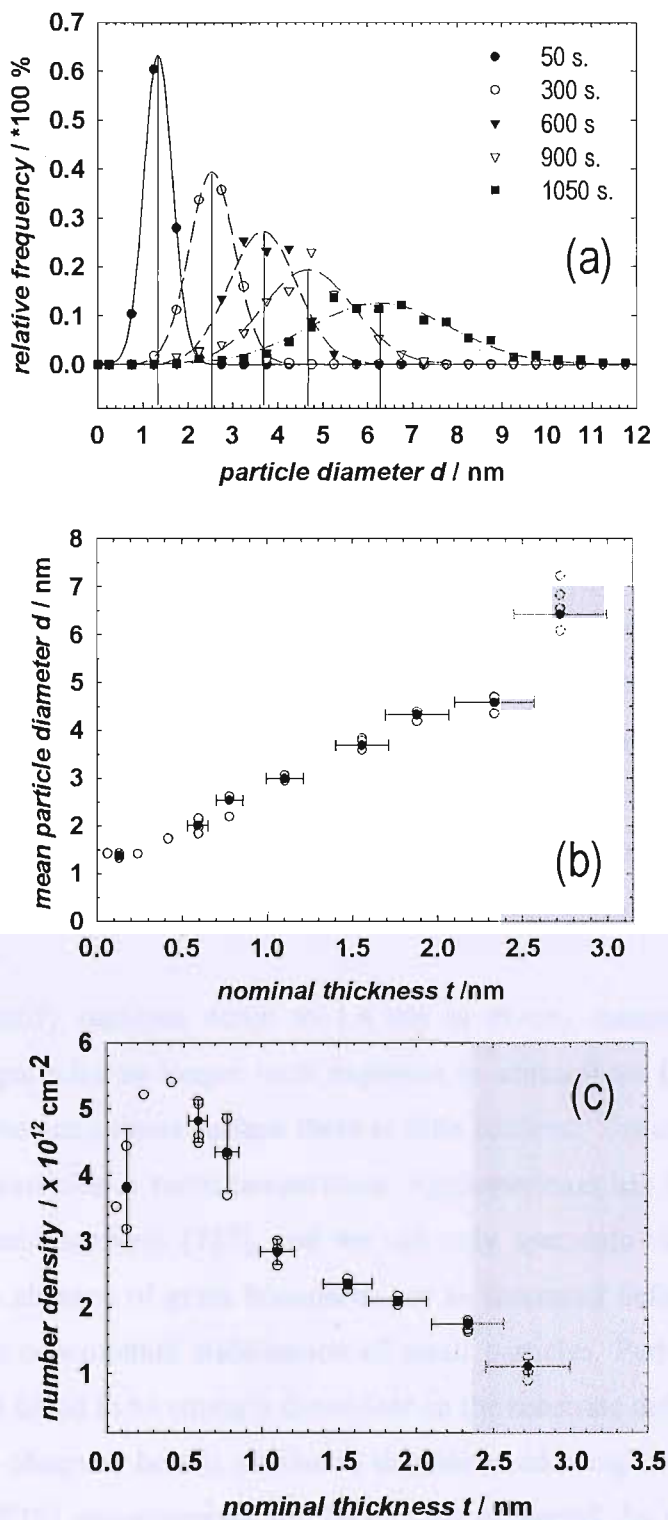 0.7
0.6
0.5
0.4
0.3
0.2
0.1
0.0
relative frequency / *100 %
50 s.
300 s.
600 s
900 s.
1050 s.
(a)
0 1 2 3 4 5 6 7 8 9 10 11 12
particle diameter d / nm
8
7
6
5
4
3
2
1
0
mean particle diameter d / nm
(b)
0.0 0.5 1.0 1.5 2.0 2.5 3.0
nominal thickness t /nm
6
5
4
3
2
1
number density / x 10¹² cm⁻²
(c)
0.0 0.5 1.0 1.5 2.0 2.5 3.0 3.5
nominal thickness t / nm